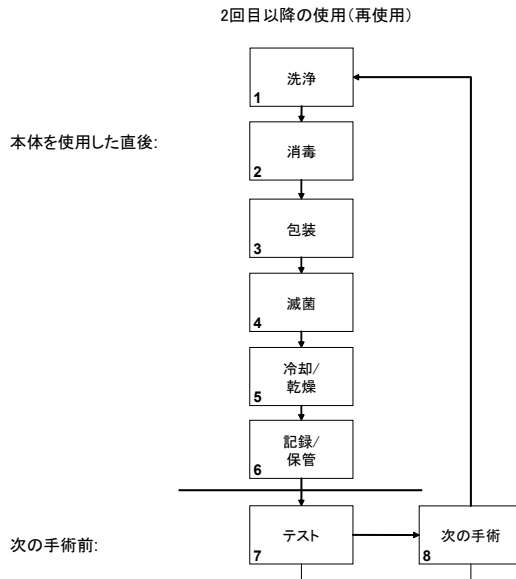 2回目以降の使用(再使用)
洗浄
1
本体を使用した直後:
消毒
2
包装
3
滅菌
4
冷却/
乾燥
5
記録/
保管
6
次の手術前:
テスト
7
次の手術
8